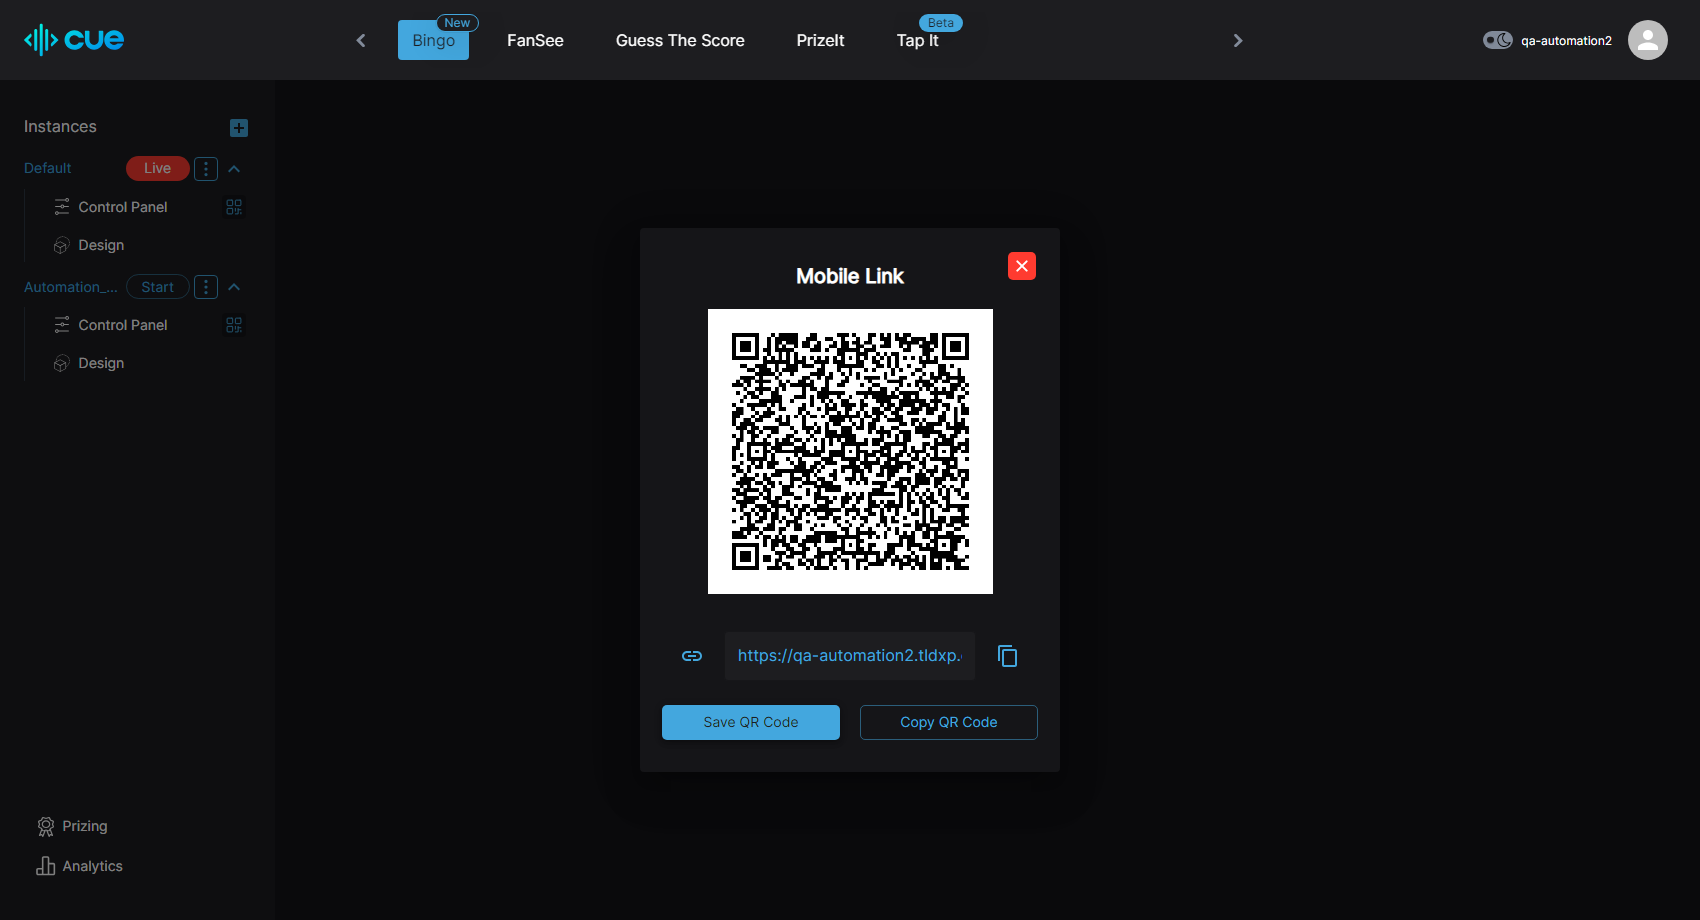 cue
Bingo
New
FanSee
Guess The Score
PrizeIt
Tap It
Beta
qa-automation2
Instances
Default
Live
Control Panel
Design
Automation_...
Start
Control Panel
Design
Prizing
Analytics
Mobile Link
https://qa-automation2.tldxp.
Save QR Code
Copy QR Code